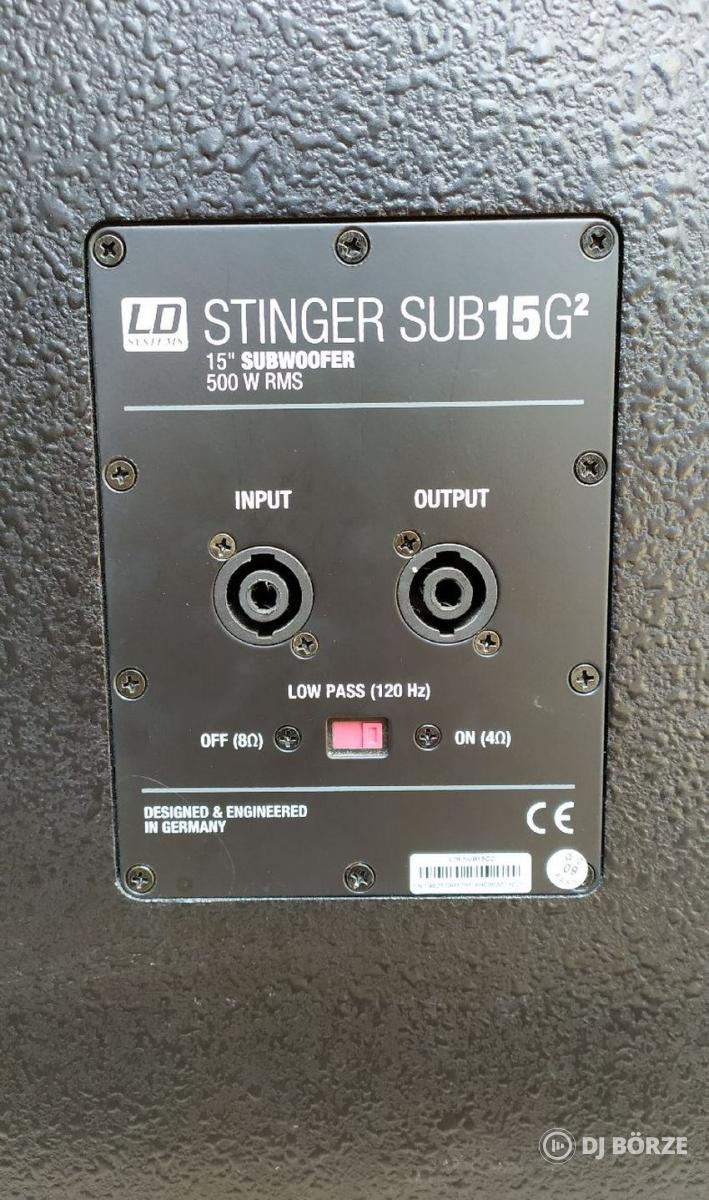 LD
SYSTEMS
STINGER SUB15G²
15" SUBWOOFER
500 W RMS
INPUT
OUTPUT
LOW PASS (120 Hz)
OFF (8Ω)
ON (4Ω)
DESIGNED & ENGINEERED
IN GERMANY
CE
DJ BÖRZE